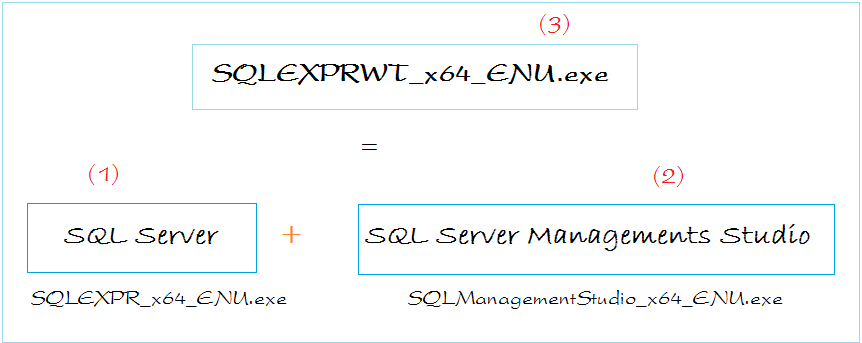 (3)
SQLEXPRWT_x64_ENU.exe
=
(1)
(2)
SQL Server
+
SQL Server Managements Studio
SQLEXPR_x64_ENU.exe
SQLManagementStudio_x64_ENU.exe